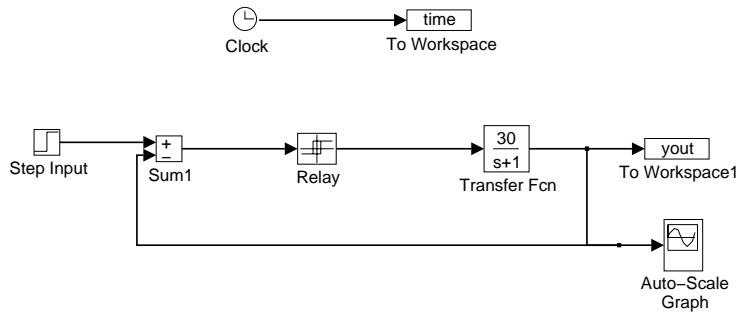 time
Clock
To Workspace
+
−
30
s+1
yout
Step Input
Sum1
Relay
Transfer Fcn
To Workspace1
Auto−Scale
Graph